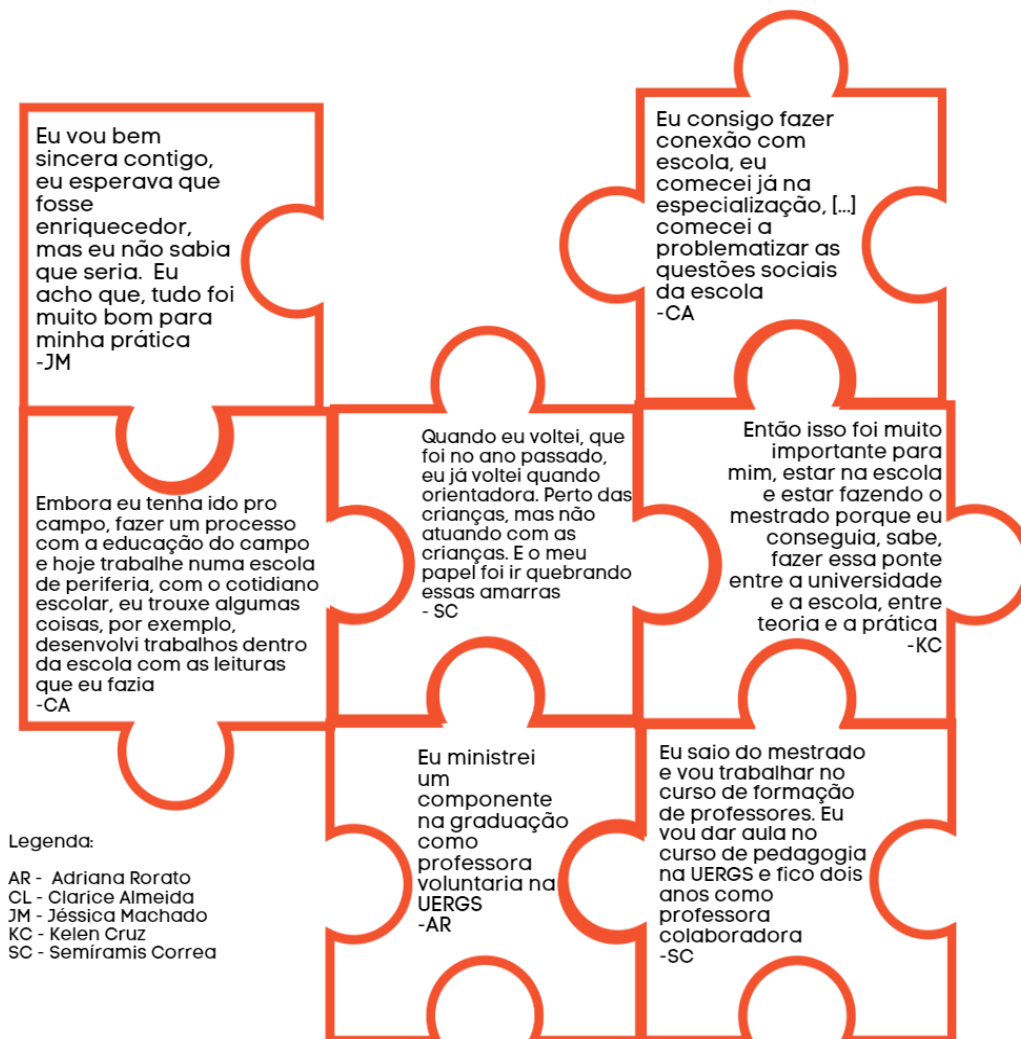 Eu vou bem
sincera contigo,
eu esperava que
fosse
enriquecedor,
mas eu não sabia
que seria.  Eu
acho que, tudo foi
muito bom para
minha prática
-JM
Eu consigo fazer
conexão com
escola, eu
comecei já na
especialização, [...]
comecei a
problematizar as
questões sociais
da escola
-CA
Embora eu tenha ido pro
campo, fazer um processo
com a educação do campo
e hoje trabalhe numa escola
de periferia, com o cotidiano
escolar, eu trouxe algumas
coisas, por exemplo,
desenvolvi trabalhos dentro
da escola com as leituras
que eu fazia
-CA
Quando eu voltei, que
foi no ano passado,
eu já voltei quando
orientadora. Perto das
crianças, mas não
atuando com as
crianças. E o meu
papel foi ir quebrando
essas amarras
- SC
Então isso foi muito
importante para
mim, estar na escola
e estar fazendo o
mestrado porque eu
conseguia, sabe,
fazer essa ponte
entre a universidade
e a escola, entre
teoria e a prática
-KC
Eu ministrei
um
componente
na graduação
como
professora
voluntaria na
UERGS
-AR
Eu saio do mestrado
e vou trabalhar no
curso de formação
de professores. Eu
vou dar aula no
curso de pedagogia
na UERGS e fico dois
anos como
professora
colaboradora
-SC
Legenda:
AR -  Adriana Rorato
CL - Clarice Almeida
JM - Jéssica Machado
KC - Kelen Cruz
SC - Semíramis Correa